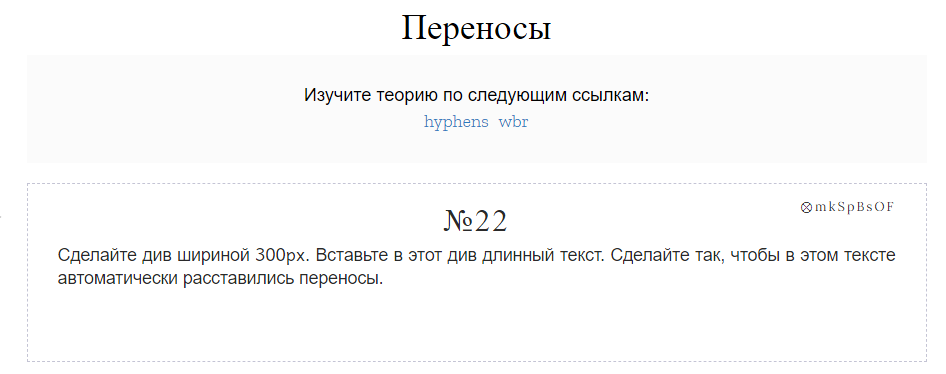 Переносы
Изучите теорию по следующим ссылкам:
hyphens wbr
⊗mkSpBsOF
№22
Сделайте див шириной 300px. Вставьте в этот див длинный текст. Сделайте так, чтобы в этом тексте
автоматически расставились переносы.